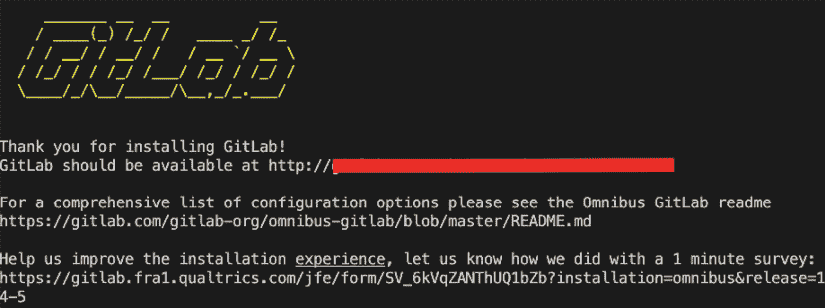 GitLab
Thank you for installing GitLab!
GitLab should be available at http://
For a comprehensive list of configuration options please see the Omnibus GitLab readme
https://gitlab.com/gitlab-org/omnibus-gitlab/blob/master/README.md
Help us improve the installation experience, let us know how we did with a 1 minute survey:
https://gitlab.fra1.qualtrics.com/jfe/form/SV_6kVqZANThUQ1bZb?installation=omnibus&release=1
4-5